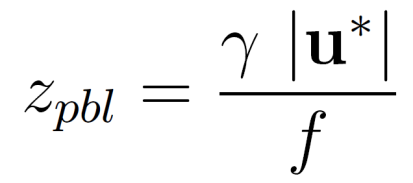 z_{pbl} = \frac{\gamma \, |\mathbf{u}^*|}{f}